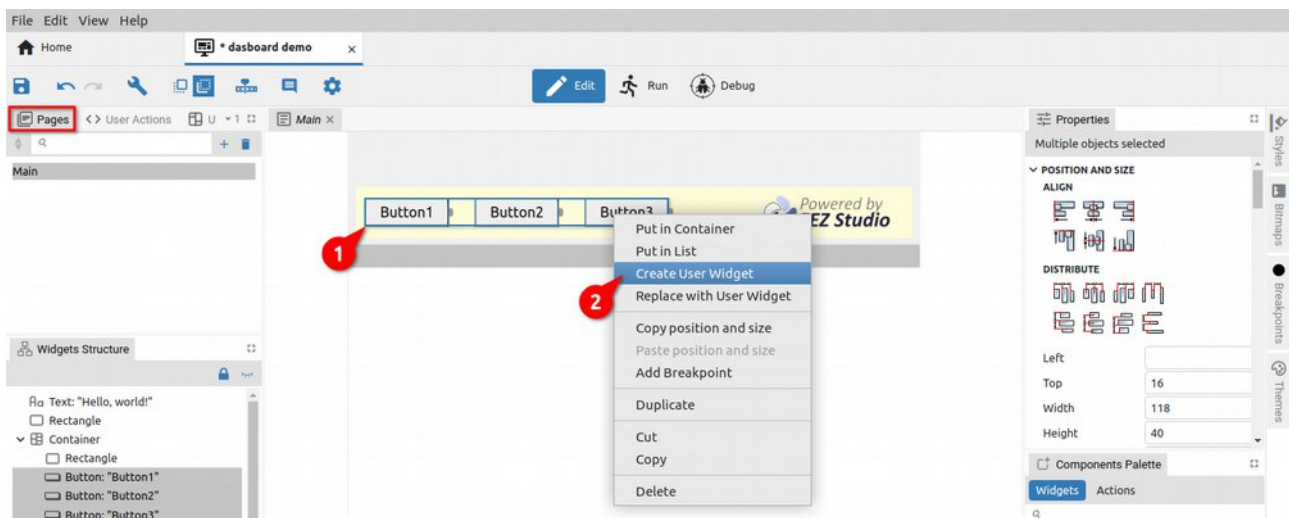 File Edit View Help
Home * dasboard demo ×
Edit Run Debug
Pages <> User Actions U 1 Main ×
Main
Button1 Button2 Button3
Powered by
EEZ Studio
1
2
Put in Container
Put in List
Create User Widget
Replace with User Widget
Copy position and size
Paste position and size
Add Breakpoint
Duplicate
Cut
Copy
Delete
Widgets Structure
Text: "Hello, world!"
Rectangle
Container
Rectangle
Button: "Button1"
Button: "Button2"
Button: "Button3"
Properties
Multiple objects selected
POSITION AND SIZE
ALIGN
DISTRIBUTE
Left
Top 16
Width 118
Height 40
Components Palette
Widgets Actions
Styles
Bitmaps
Breakpoints
Themes